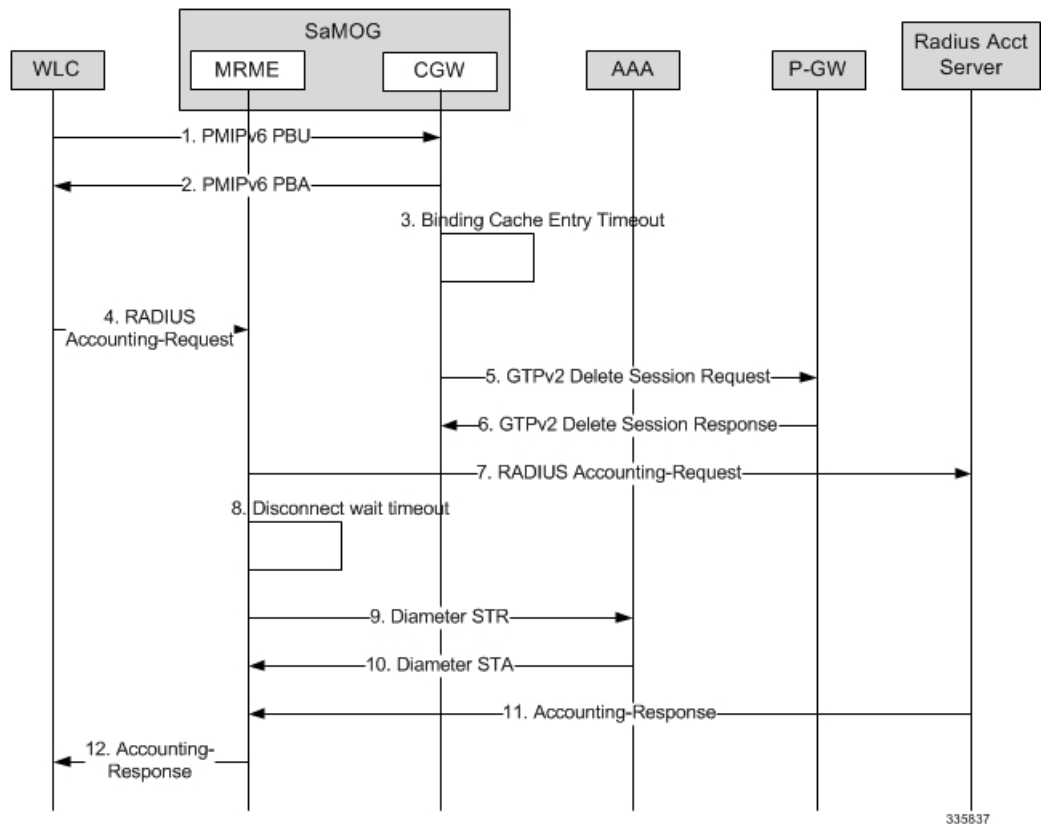 SaMOG
WLC
MRME
CGW
AAA
P-GW
Radius Acct
Server
1. PMIPv6 PBU
2. PMIPv6 PBA
3. Binding Cache Entry Timeout
4. RADIUS
Accounting-Request
5. GTPv2 Delete Session Request
6. GTPv2 Delete Session Response
7. RADIUS Accounting-Request
8. Disconnect wait timeout
9. Diameter STR
10. Diameter STA
11. Accounting-Response
12. Accounting-
Response
335837